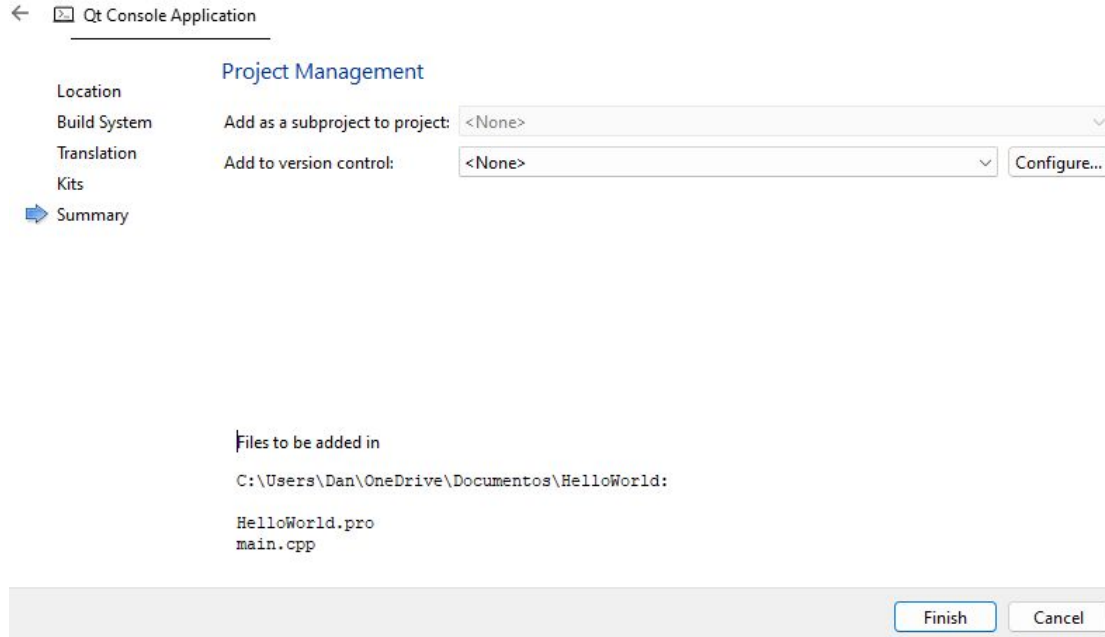 Qt Console Application
Project Management
Location
Build System
Translation
Kits
Summary
Add as a subproject to project: <None>
Add to version control: <None> Configure...
Files to be added in
C:\Users\Dan\OneDrive\Documentos\HelloWorld:
HelloWorld.pro
main.cpp
Finish Cancel